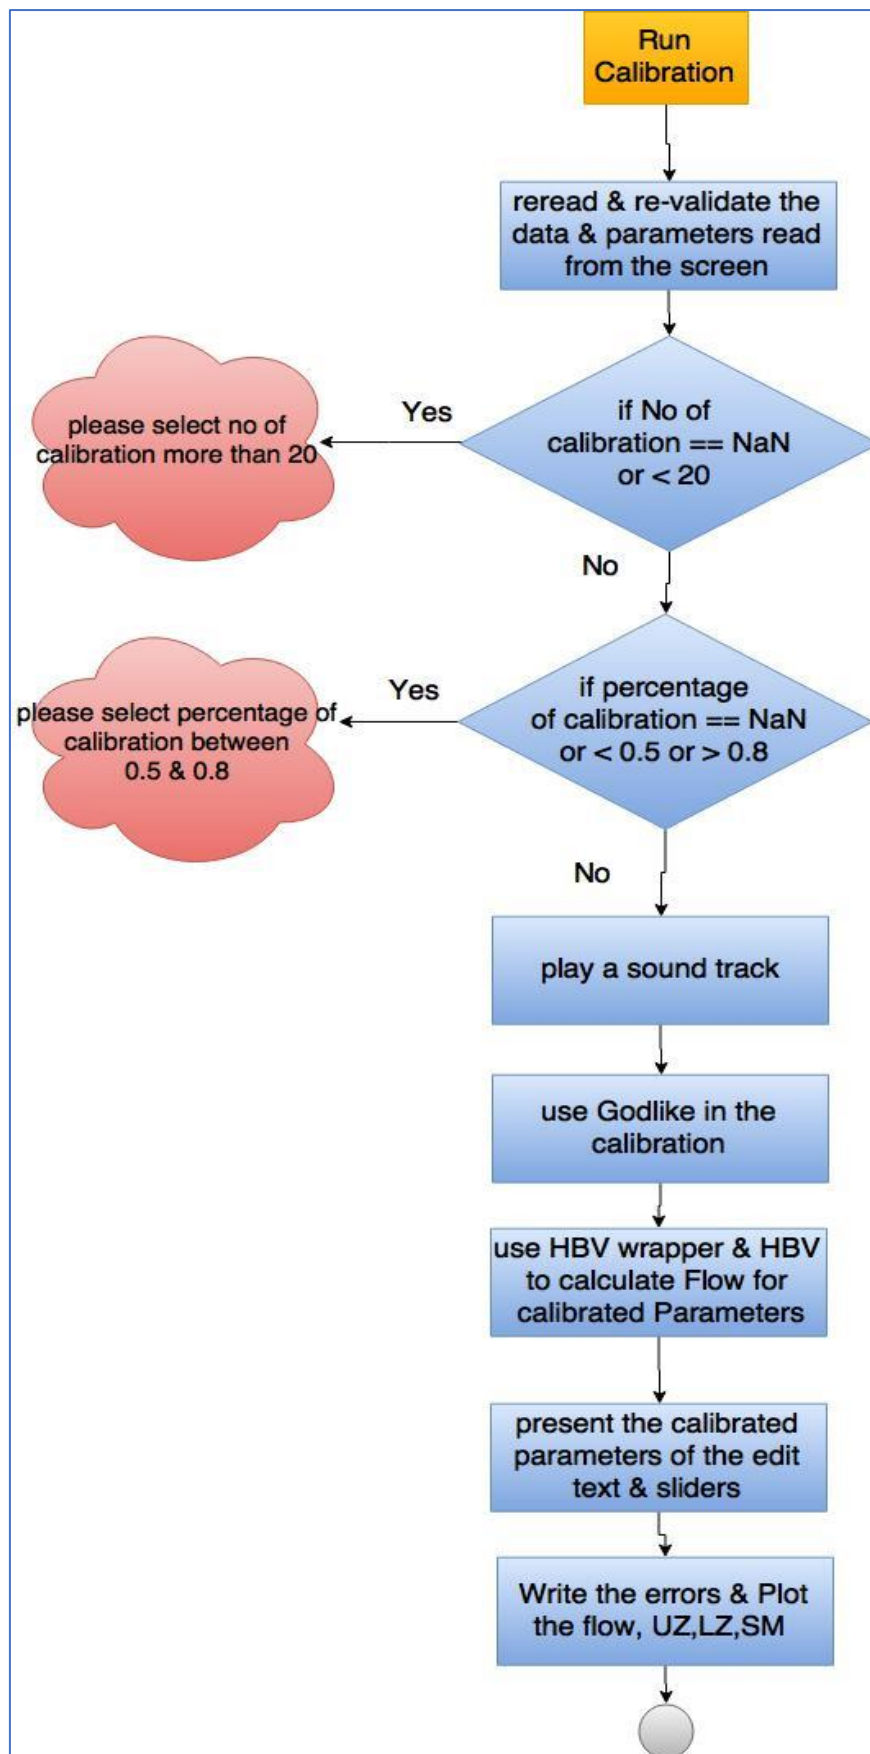 Run
Calibration
reread & re-validate the
data & parameters read
from the screen
if No of
calibration == NaN
or < 20
Yes
please select no of
calibration more than 20
No
if percentage
of calibration == NaN
or < 0.5 or > 0.8
Yes
please select percentage of
calibration between
0.5 & 0.8
No
play a sound track
use Godlike in the
calibration
use HBV wrapper & HBV
to calculate Flow for
calibrated Parameters
present the calibrated
parameters of the edit
text & sliders
Write the errors & Plot
the flow, UZ,LZ,SM